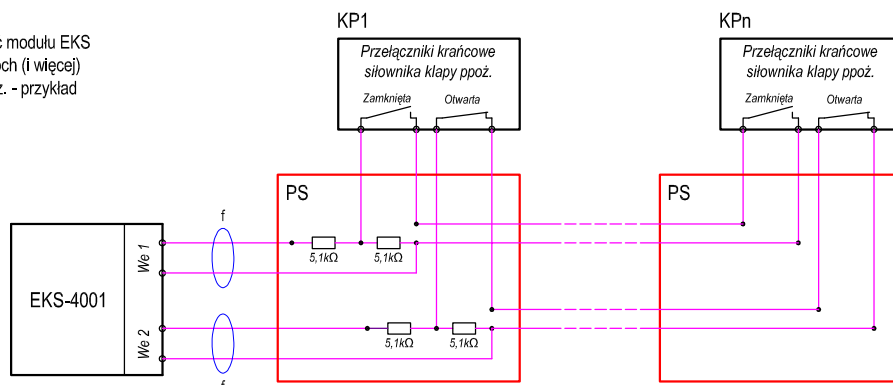 modułu EKS
(i więcej)
- przykład
KP1
KPn
Przełączniki krańcowe
siłownika klapy ppoż.
Przełączniki krańcowe
siłownika klapy ppoż.
Zamknięta
Otwarta
Zamknięta
Otwarta
PS
PS
f
We 1
5,1kΩ
5,1kΩ
EKS-4001
f
We 2
5,1kΩ
5,1kΩ